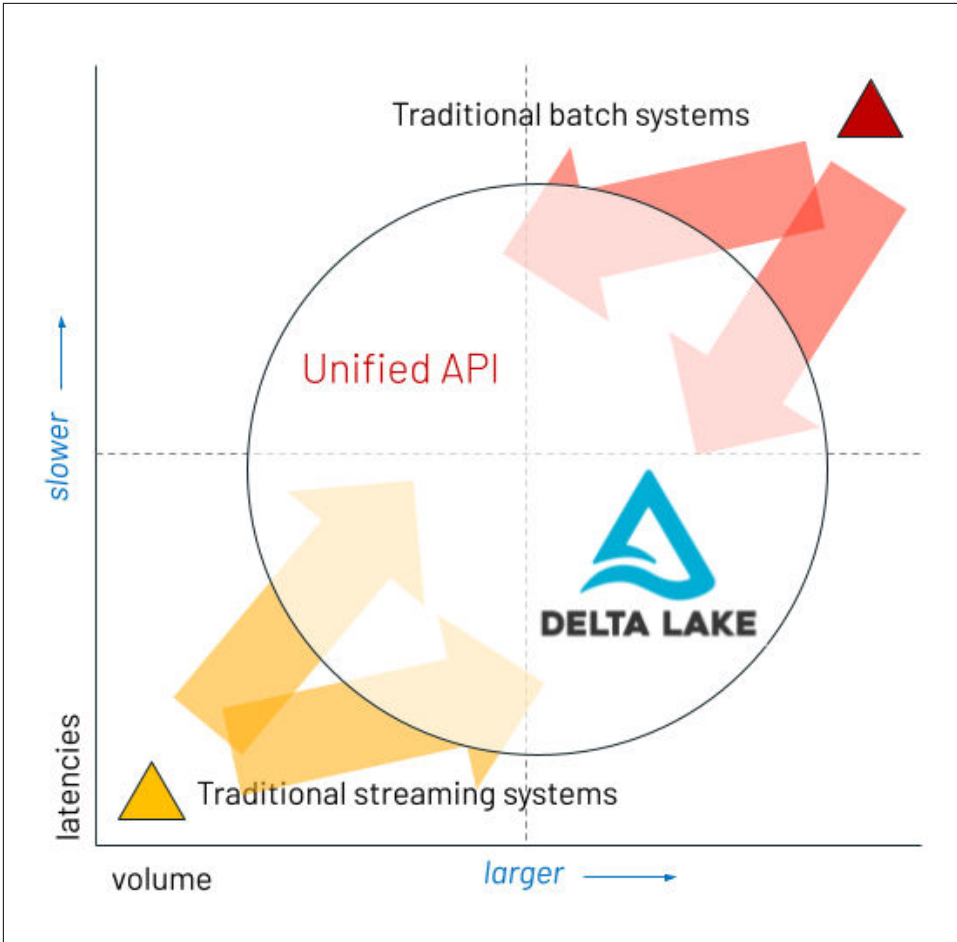 Traditional batch systems
Unified API
slower
DELTA LAKE
latencies
Traditional streaming systems
volume
larger